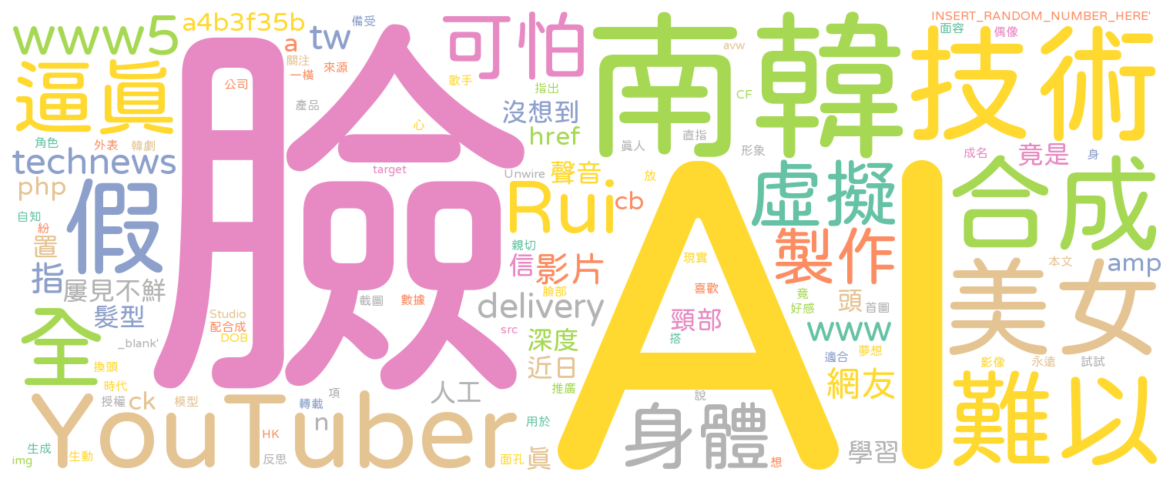 INSERT_RANDOM_NUMBER_HERE'
www5
a4b3f35b
備受
tw
a
關注
一橫
來源
可怕
南韓
avw
面容
偶像
技術
逼真
公司
產品
歌手
指出
CF
沒想到
href
直指
真人
形象
心
角色
外表
韓劇
technews
php
臉
target
Unwire
聲音
放
虛擬
成名
竟是
身
AI
合成
假
自知
紛
置
指
Rui
cb
親切
信
影片
製作
現實
本文
amp
屢見不鮮
髮型
截圖
數據
臉部
delivery
喜歡
竟
好感
頭
首圖
美女
Studio
配合成
DOB
_blank'
src
深度
頸部
搭
www
適合
夢想
影像
永遠
試試
全
換頭
時代
授權
ck
模型
人工
項
轉載
n
近日
推廣
網友
說
難以
YouTuber
用於
身體
學習
生成
img
生動
HK
反思
面孔
真
想